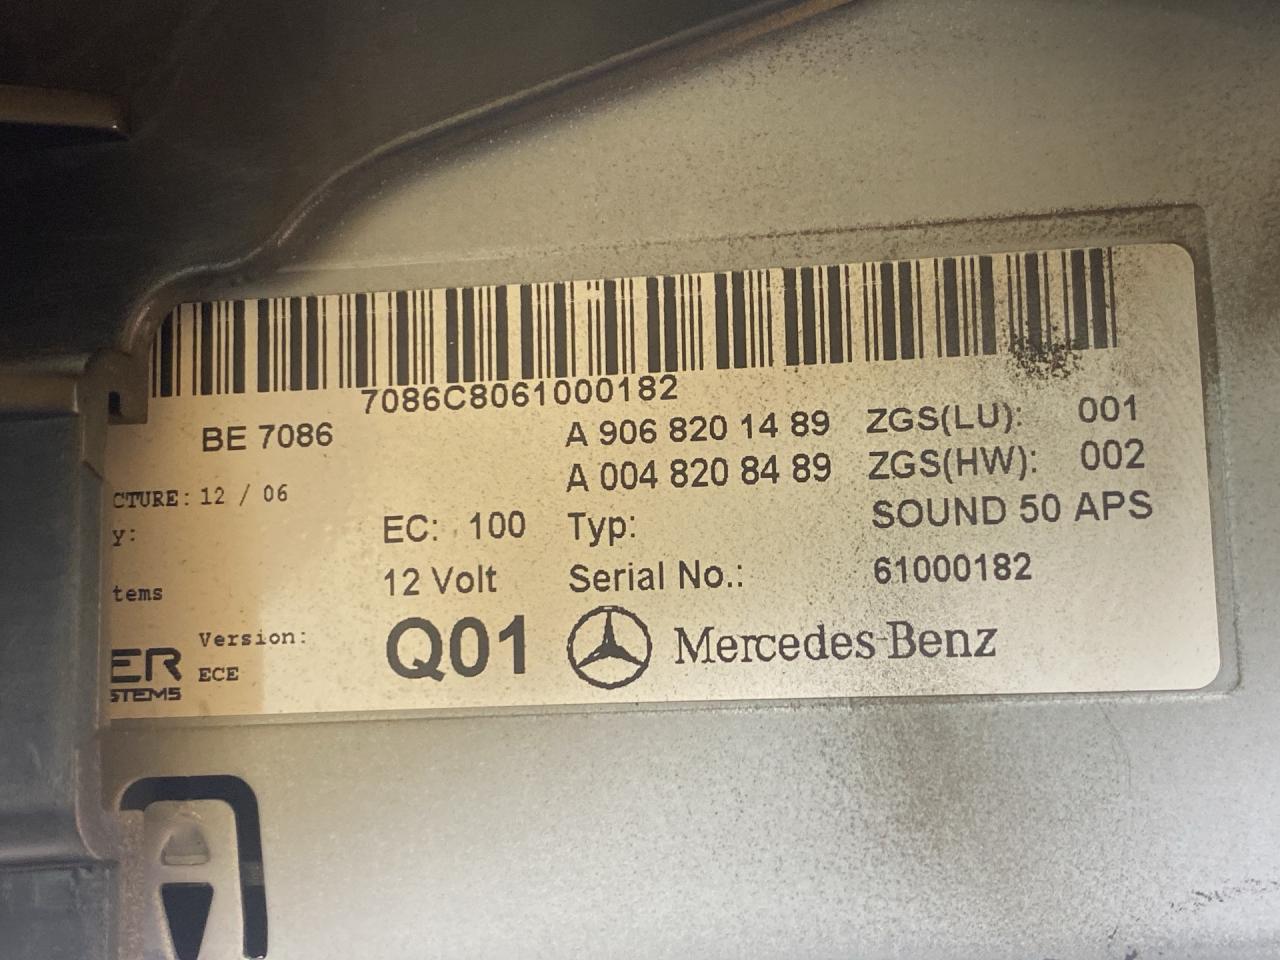 7086C8061000182
BE 7086 A 906 820 14 89 ZGS(LU): 001
A 004 820 84 89 ZGS(HW): 002
CTURE: 12 / 06
y: EC: 100 Typ: SOUND 50 APS
tems 12 Volt Serial No.: 61000182
Version: Q01 Mercedes-Benz
ER ECE
STEMS